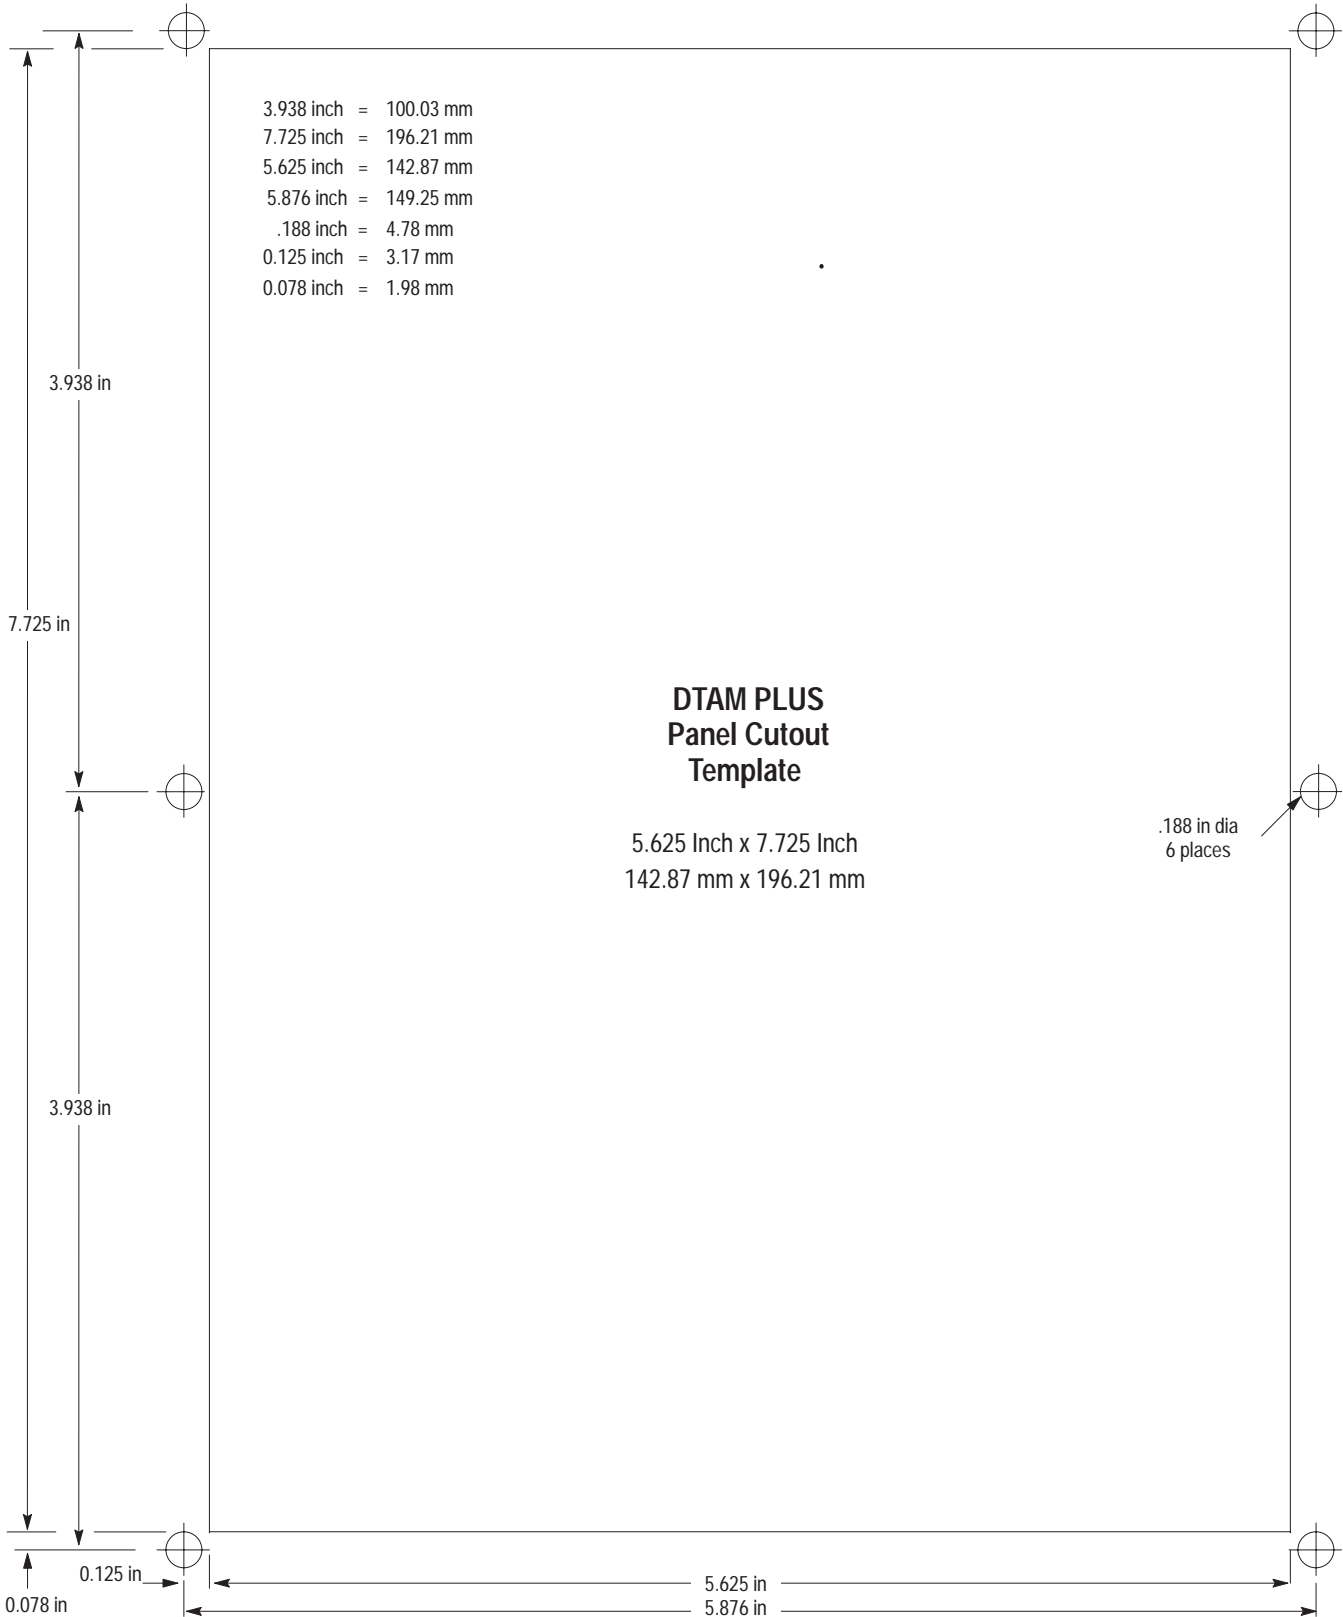 3.938 inch = 100.03 mm
7.725 inch = 196.21 mm
5.625 inch = 142.87 mm
5.876 inch = 149.25 mm
.188 inch = 4.78 mm
0.125 inch = 3.17 mm
0.078 inch = 1.98 mm
3.938 in
7.725 in
DTAM PLUS
Panel Cutout
Template
5.625 Inch x 7.725 Inch
142.87 mm x 196.21 mm
.188 in dia
6 places
3.938 in
0.125 in
0.078 in
5.625 in
5.876 in